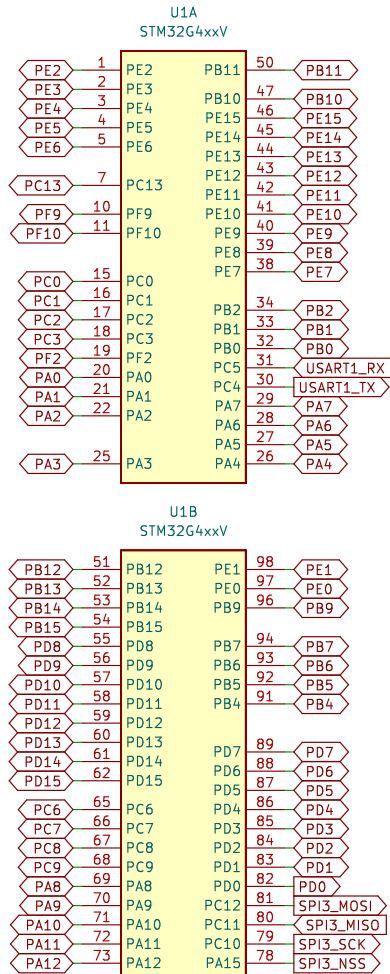 U1A
STM32G4xxV
PE2 1 PE2 PB11 50 PB11
PE3 2 PE3
PE4 3 PE4 PB10 47 PB10
PE5 4 PE5 PE15 46 PE15
PE6 5 PE6 PE14 45 PE14
PE13 44 PE13
PC13 7 PC13 PE12 43 PE12
PE11 42 PE11
PF9 10 PF9 PE10 41 PE10
PF10 11 PF10 PE9 40 PE9
PE8 39 PE8
PE7 38 PE7
PC0 15 PC0
PC1 16 PC1 PB2 34 PB2
PC2 17 PC2 PB1 33 PB1
PC3 18 PC3 PB0 32 PB0
PF2 19 PF2 PC5 31 USART1_RX
PA0 20 PA0 PC4 30 USART1_TX
PA1 21 PA1 PA7 29 PA7
PA2 22 PA2 PA6 28 PA6
PA5 27 PA5
PA3 25 PA3 PA4 26 PA4
U1B
STM32G4xxV
PB12 51 PB12 PE1 98 PE1
PB13 52 PB13 PE0 97 PE0
PB14 53 PB14 PB9 96 PB9
PB15 54 PB15
PD8 55 PD8 PB7 94 PB7
PD9 56 PD9 PB6 93 PB6
PD10 57 PD10 PB5 92 PB5
PD11 58 PD11 PB4 91 PB4
PD12 59 PD12
PD13 60 PD13 PD7 89 PD7
PD14 61 PD14 PD6 88 PD6
PD15 62 PD15 PD5 87 PD5
PC6 65 PC6 PD4 86 PD4
PC7 66 PC7 PD3 85 PD3
PC8 67 PC8 PD2 84 PD2
PC9 68 PC9 PD1 83 PD1
PA8 69 PA8 PD0 82 PD0
PA9 70 PA9 PC12 81 SPI3_MOSI
PA10 71 PA10 PC11 80 SPI3_MISO
PA11 72 PA11 PC10 79 SPI3_SCK
PA12 73 PA12 PA15 78 SPI3_NSS